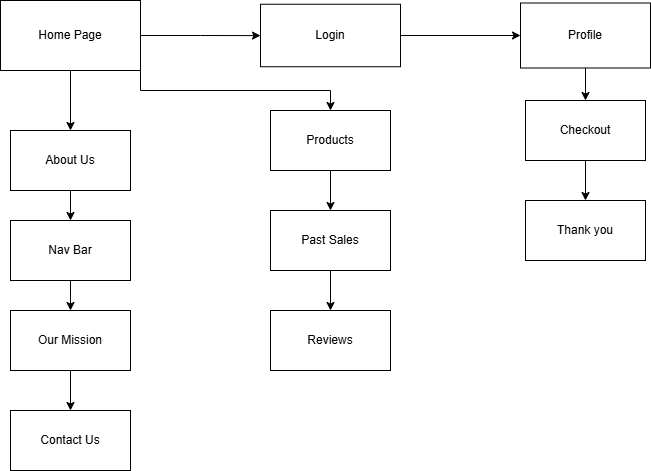 Home Page
Login
Profile
Products
Checkout
About Us
Past Sales
Thank you
Nav Bar
Our Mission
Reviews
Contact Us